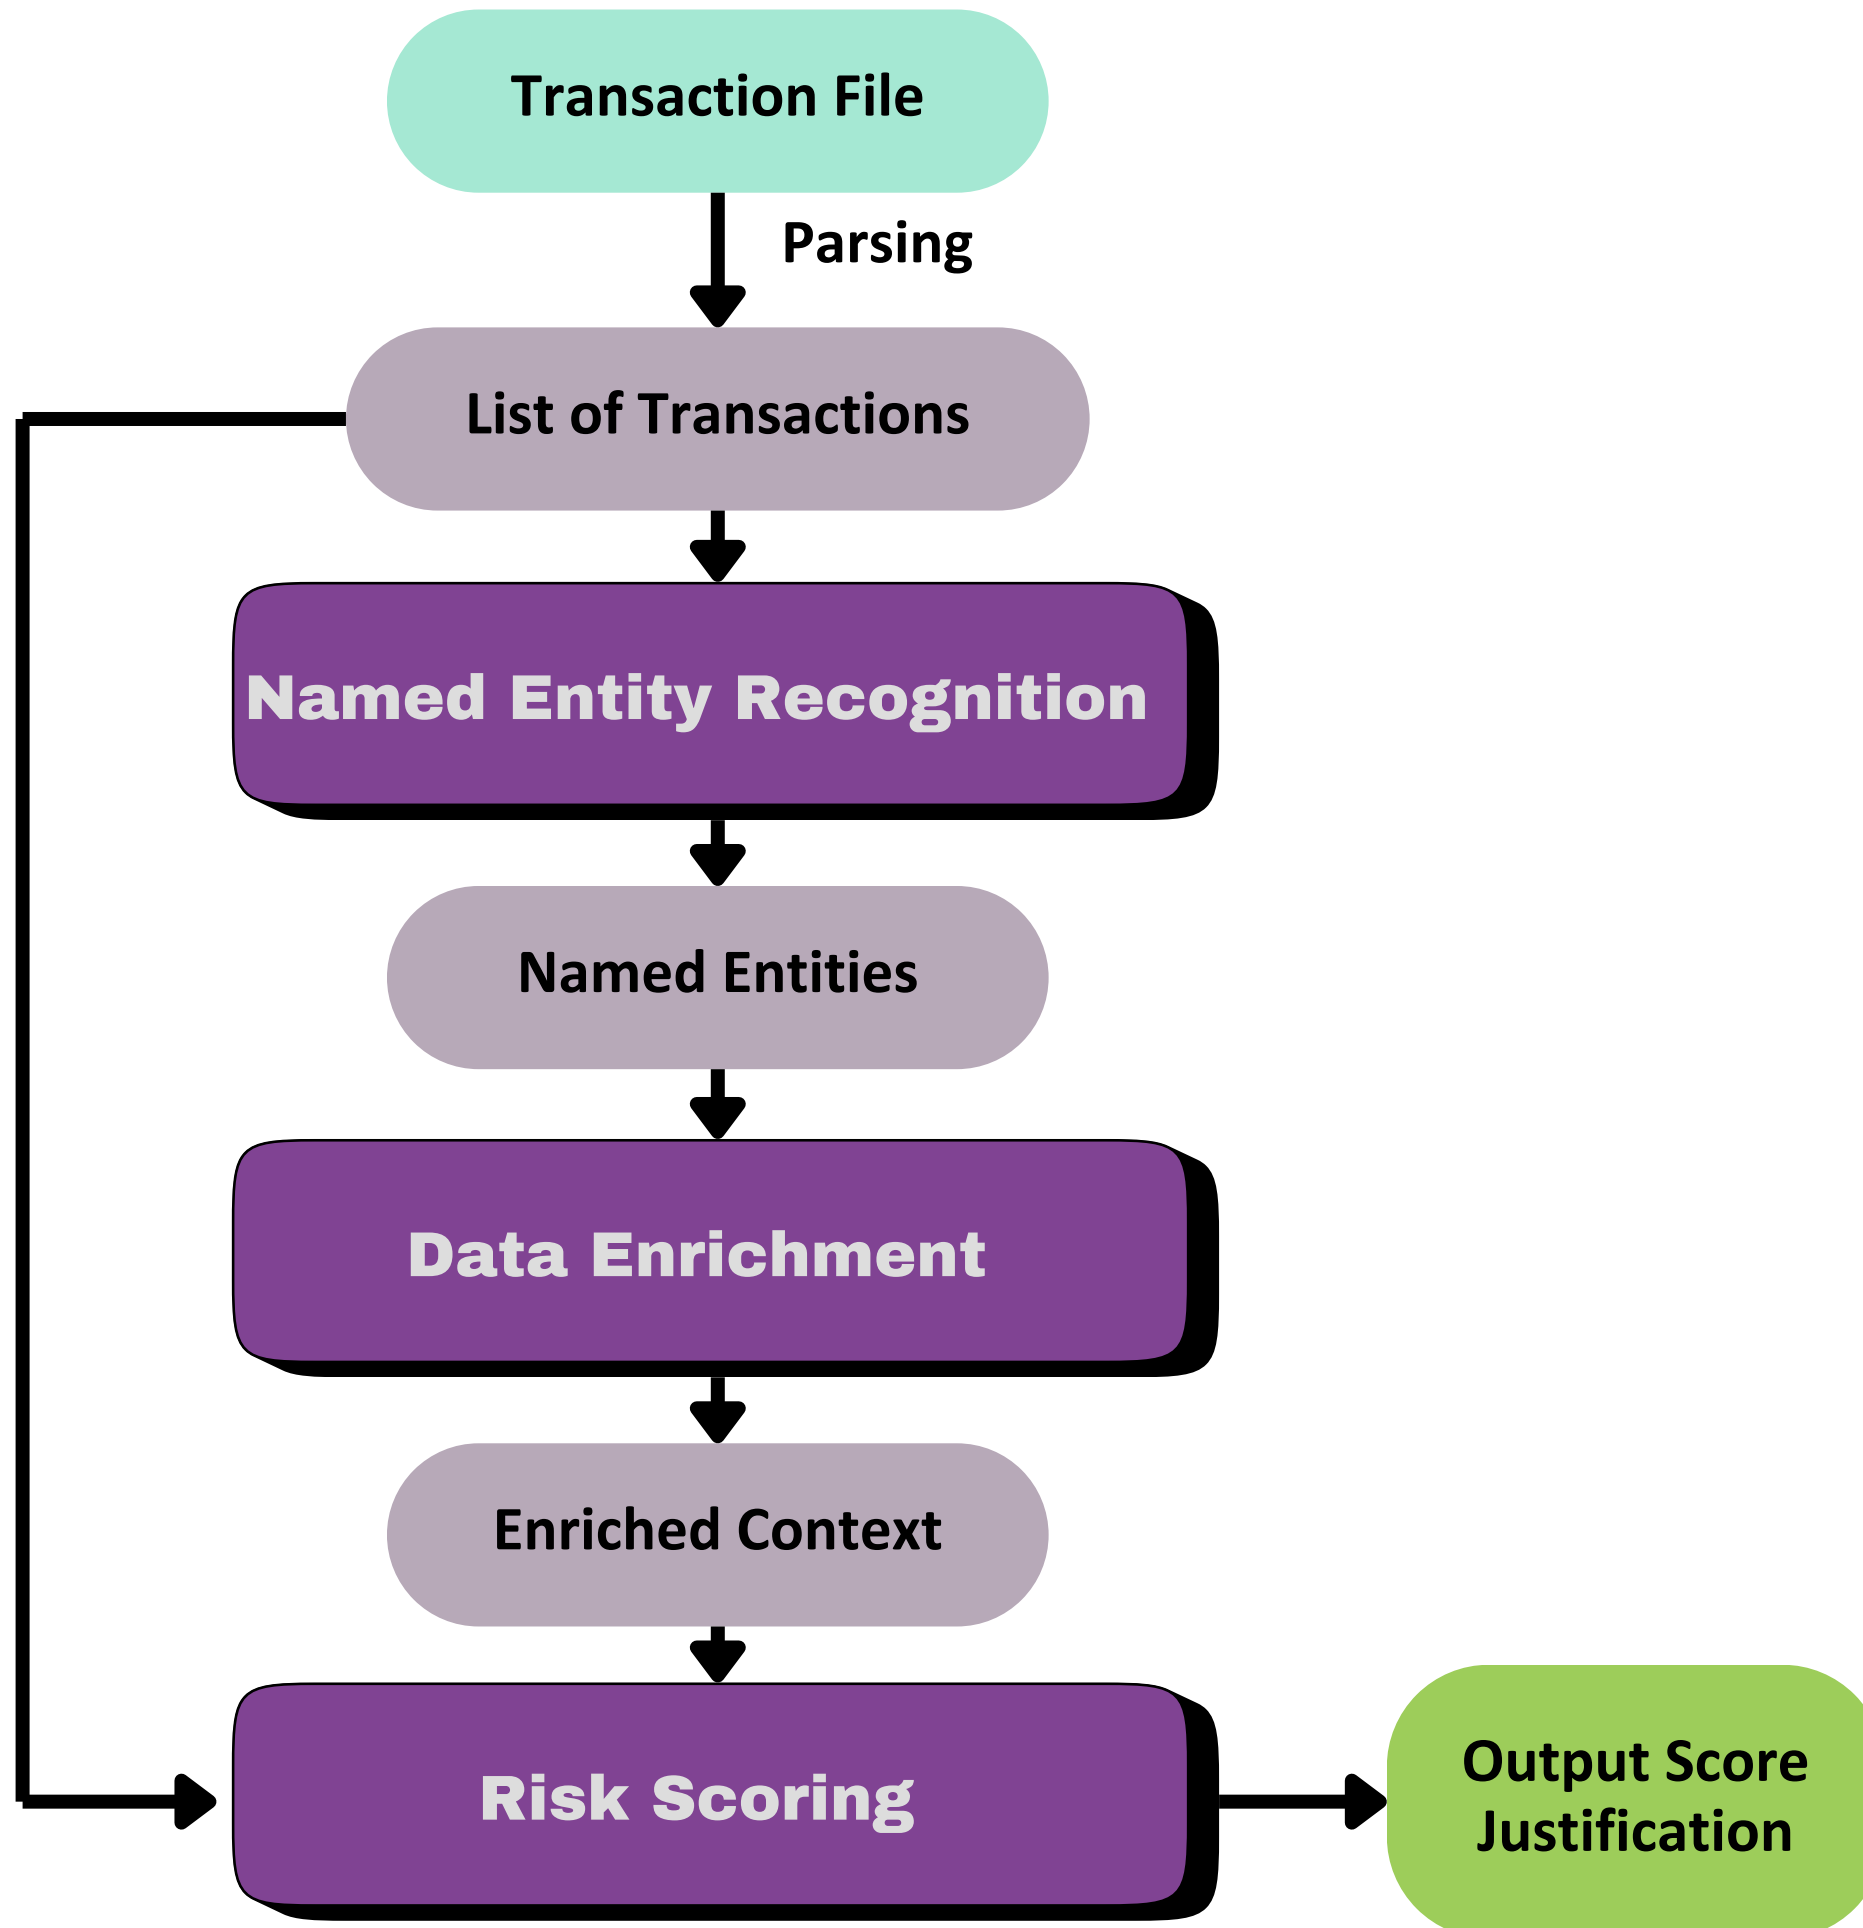 Transaction File
Parsing
List of Transactions
Named Entity Recognition
Named Entities
Data Enrichment
Enriched Context
Risk Scoring
Output Score
Justification